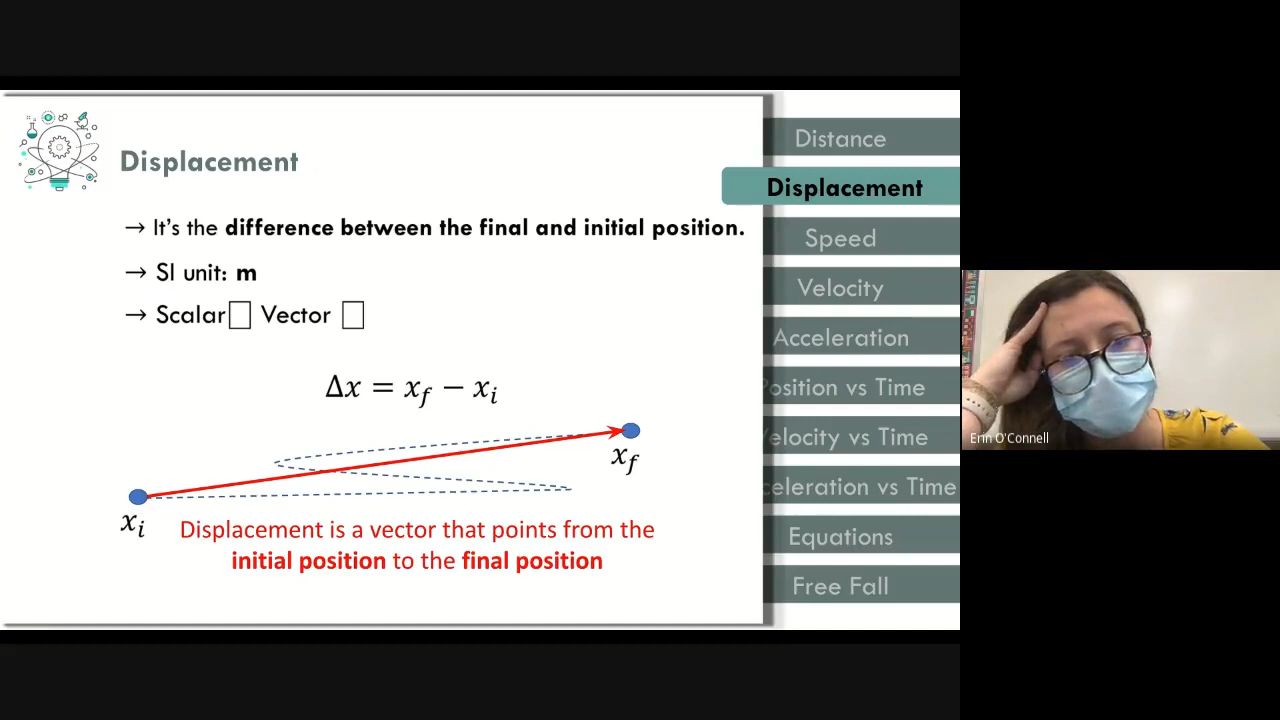 Displacement
→ It's the difference between the final and initial position.
→ SI unit: m
→ Scalar□ Vector □
Δx = x_f − x_i
x_f
x_i
Displacement is a vector that points from the
initial position to the final position
Distance
Displacement
Speed
Velocity
Acceleration
Position vs Time
Velocity vs Time
celeration vs Time
Equations
Free Fall
Erin O'Connell